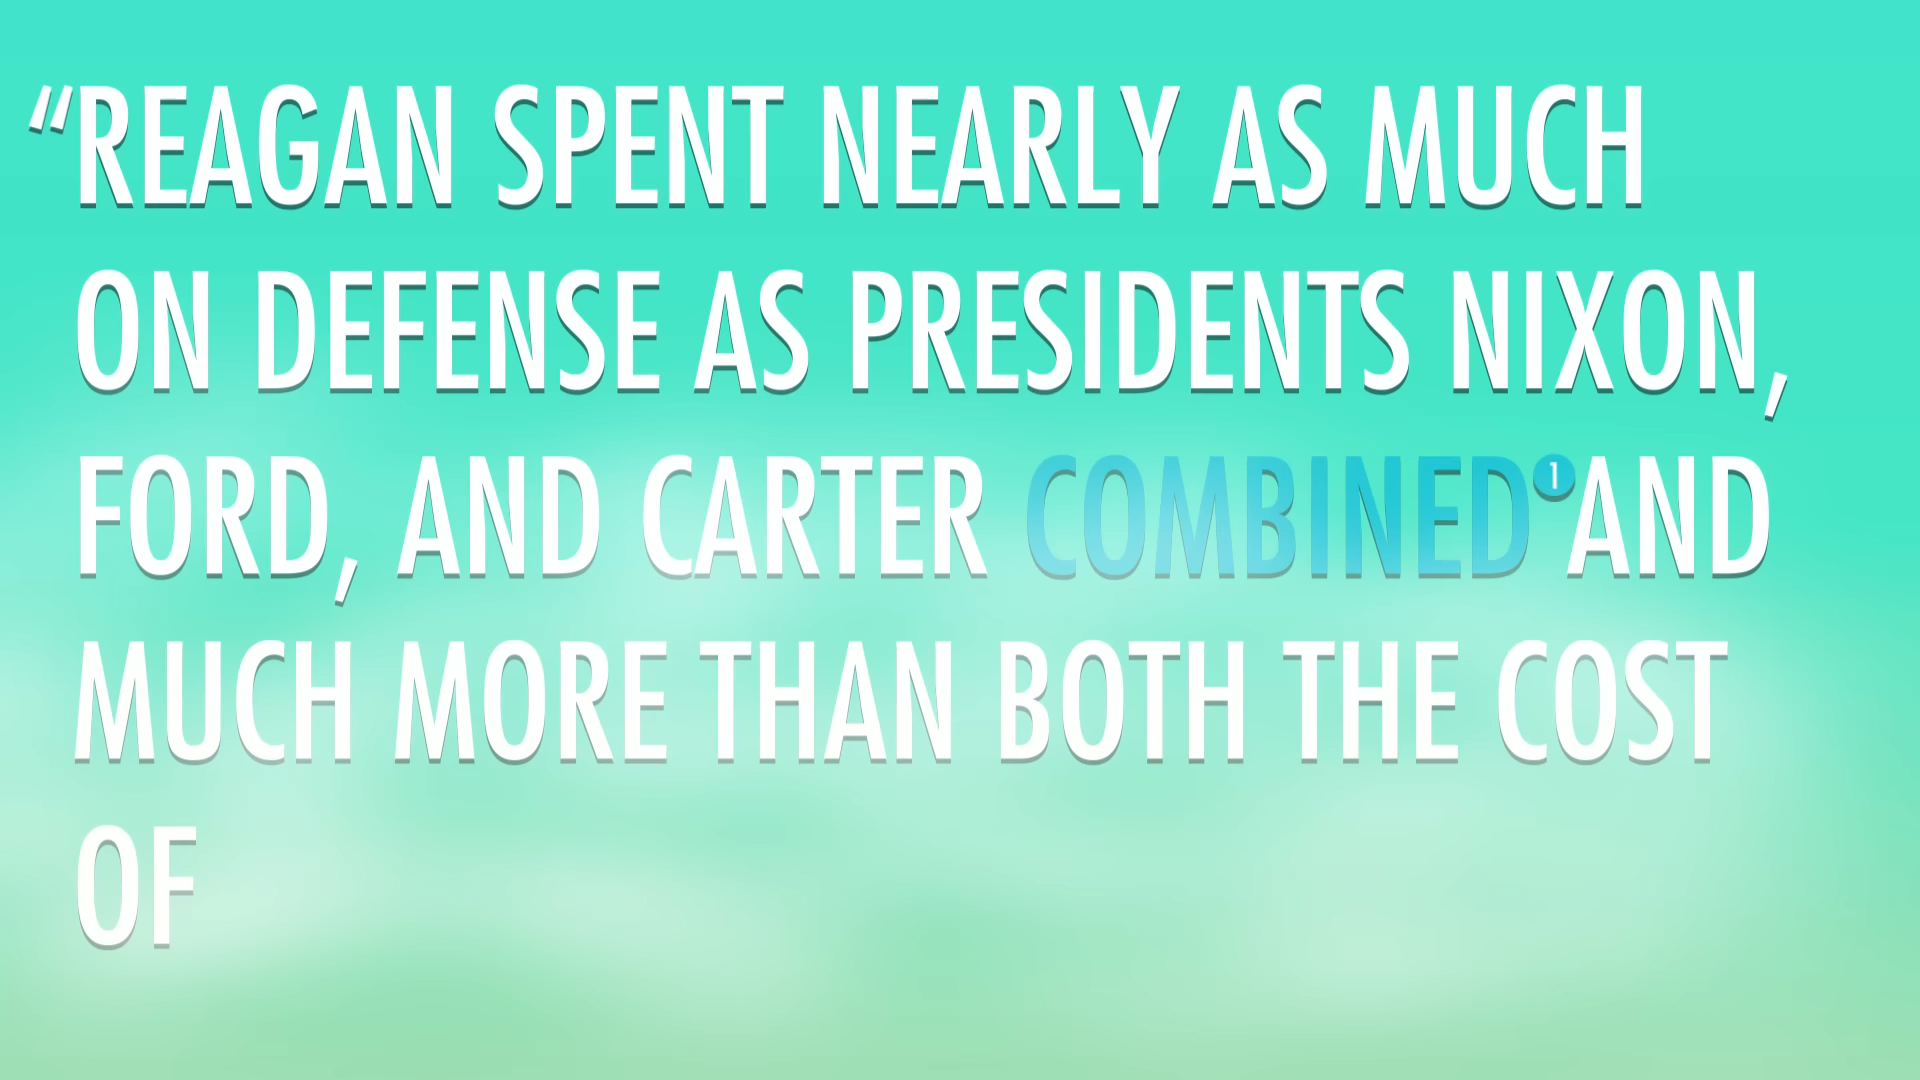 “REAGAN SPENT NEARLY AS MUCH
ON DEFENSE AS PRESIDENTS NIXON,
FORD, AND CARTER COMBINED¹ AND
MUCH MORE THAN BOTH THE COST
OF